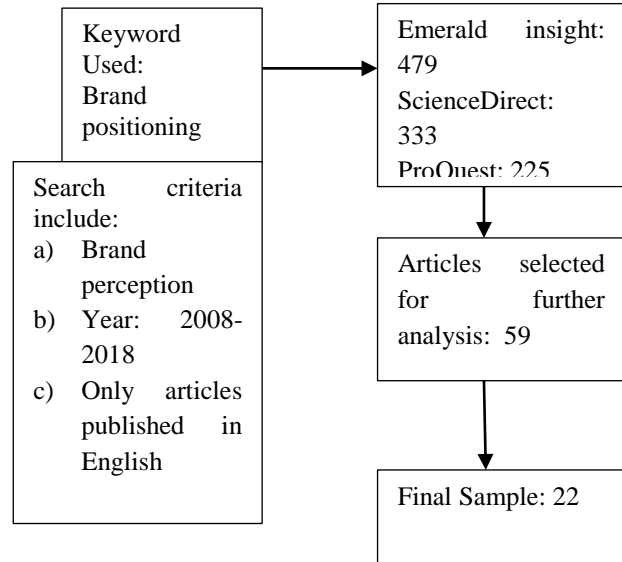 Keyword
Used:
Brand
positioning
Search criteria
include:
a) Brand
perception
b) Year: 2008-
2018
c) Only articles
published in
English
Emerald insight:
479
ScienceDirect:
333
ProQuest: 225
Articles selected
for further
analysis: 59
Final Sample: 22